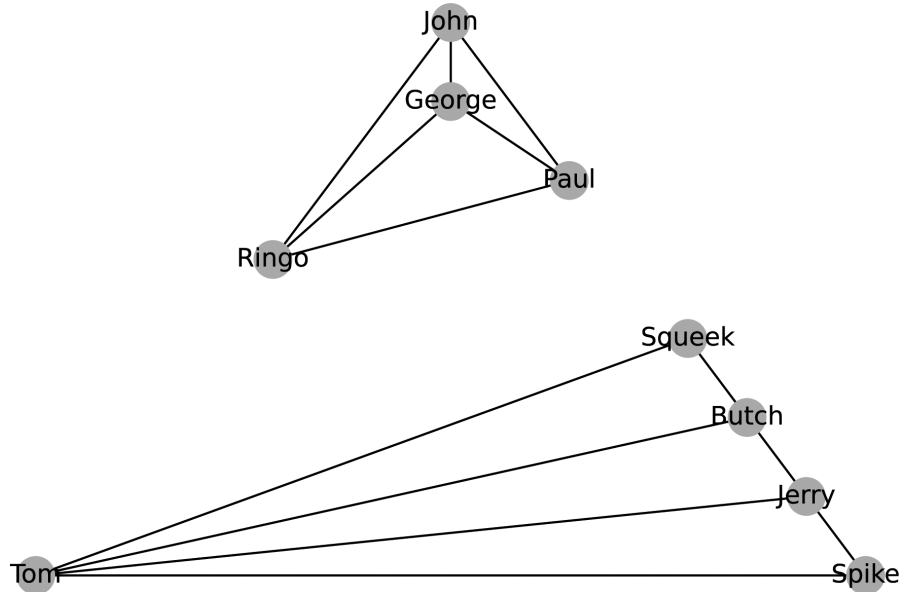 John
George
Paul
Ringo
Squeek
Butch
Jerry
Tom
Spike